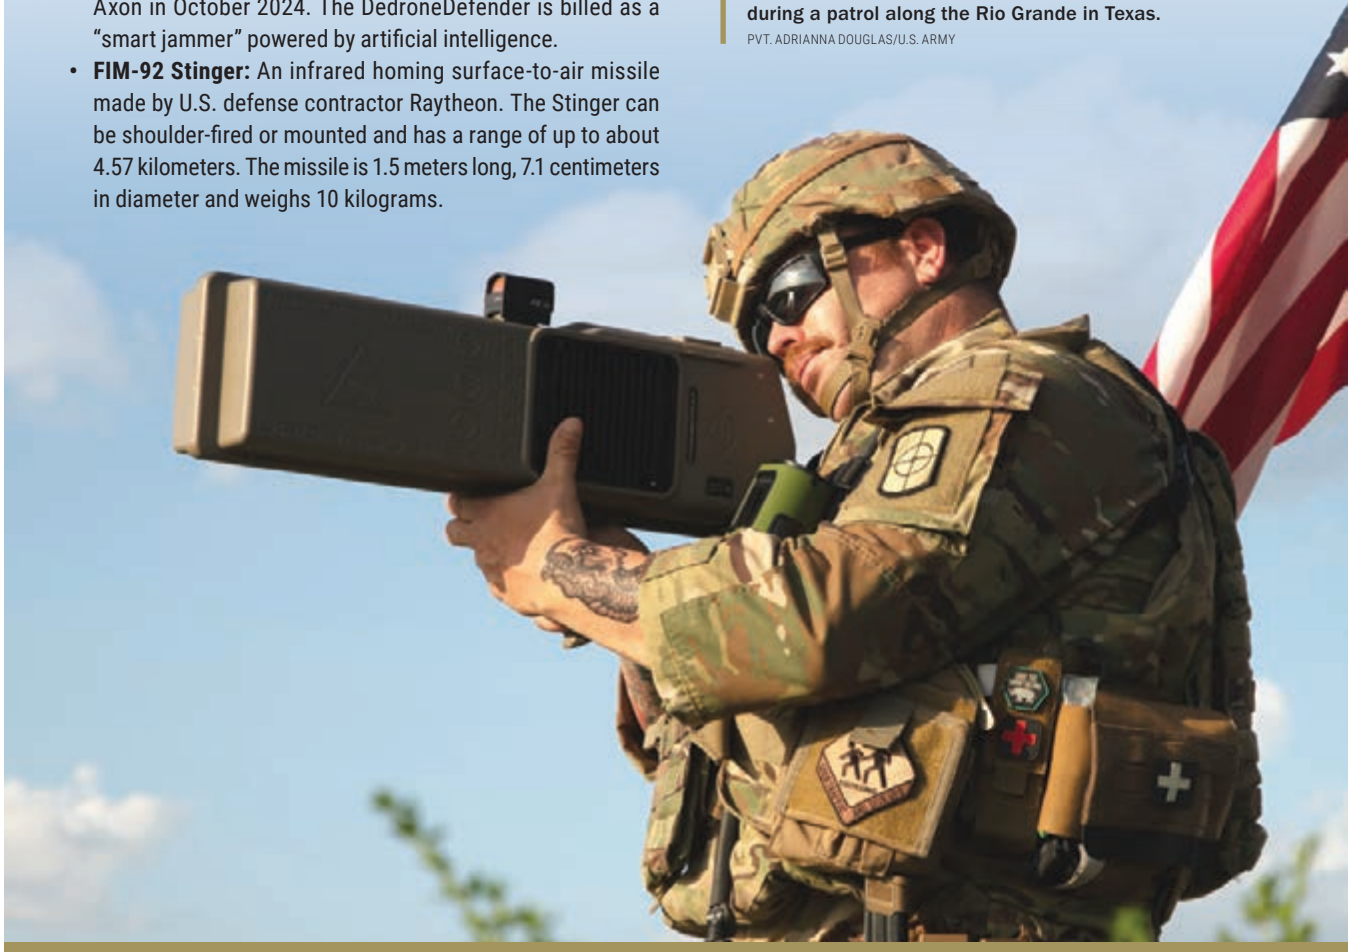 Axon in October 2024. The DedroneDefender is billed as a
“smart jammer” powered by artificial intelligence.
• FIM-92 Stinger: An infrared homing surface-to-air missile
made by U.S. defense contractor Raytheon. The Stinger can
be shoulder-fired or mounted and has a range of up to about
4.57 kilometers. The missile is 1.5 meters long, 7.1 centimeters
in diameter and weighs 10 kilograms.
during a patrol along the Rio Grande in Texas.
PVT. ADRIANNA DOUGLAS/U.S. ARMY